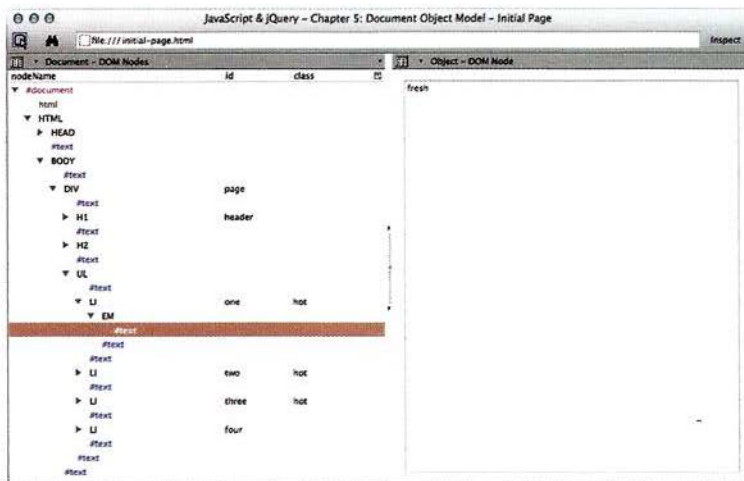 JavaScript & jQuery – Chapter 5: Document Object Model – Initial Page
file:///initial-page.html Inspect
Document – DOM Nodes
Object – DOM Node
nodeName id class
fresh
#document
html
HTML
HEAD
#text
BODY
#text
DIV page
#text
H1 header
#text
H2
#text
UL
#text
LI one hot
EM
#text
#text
#text
LI two hot
#text
LI three hot
#text
LI four
#text
#text
#text